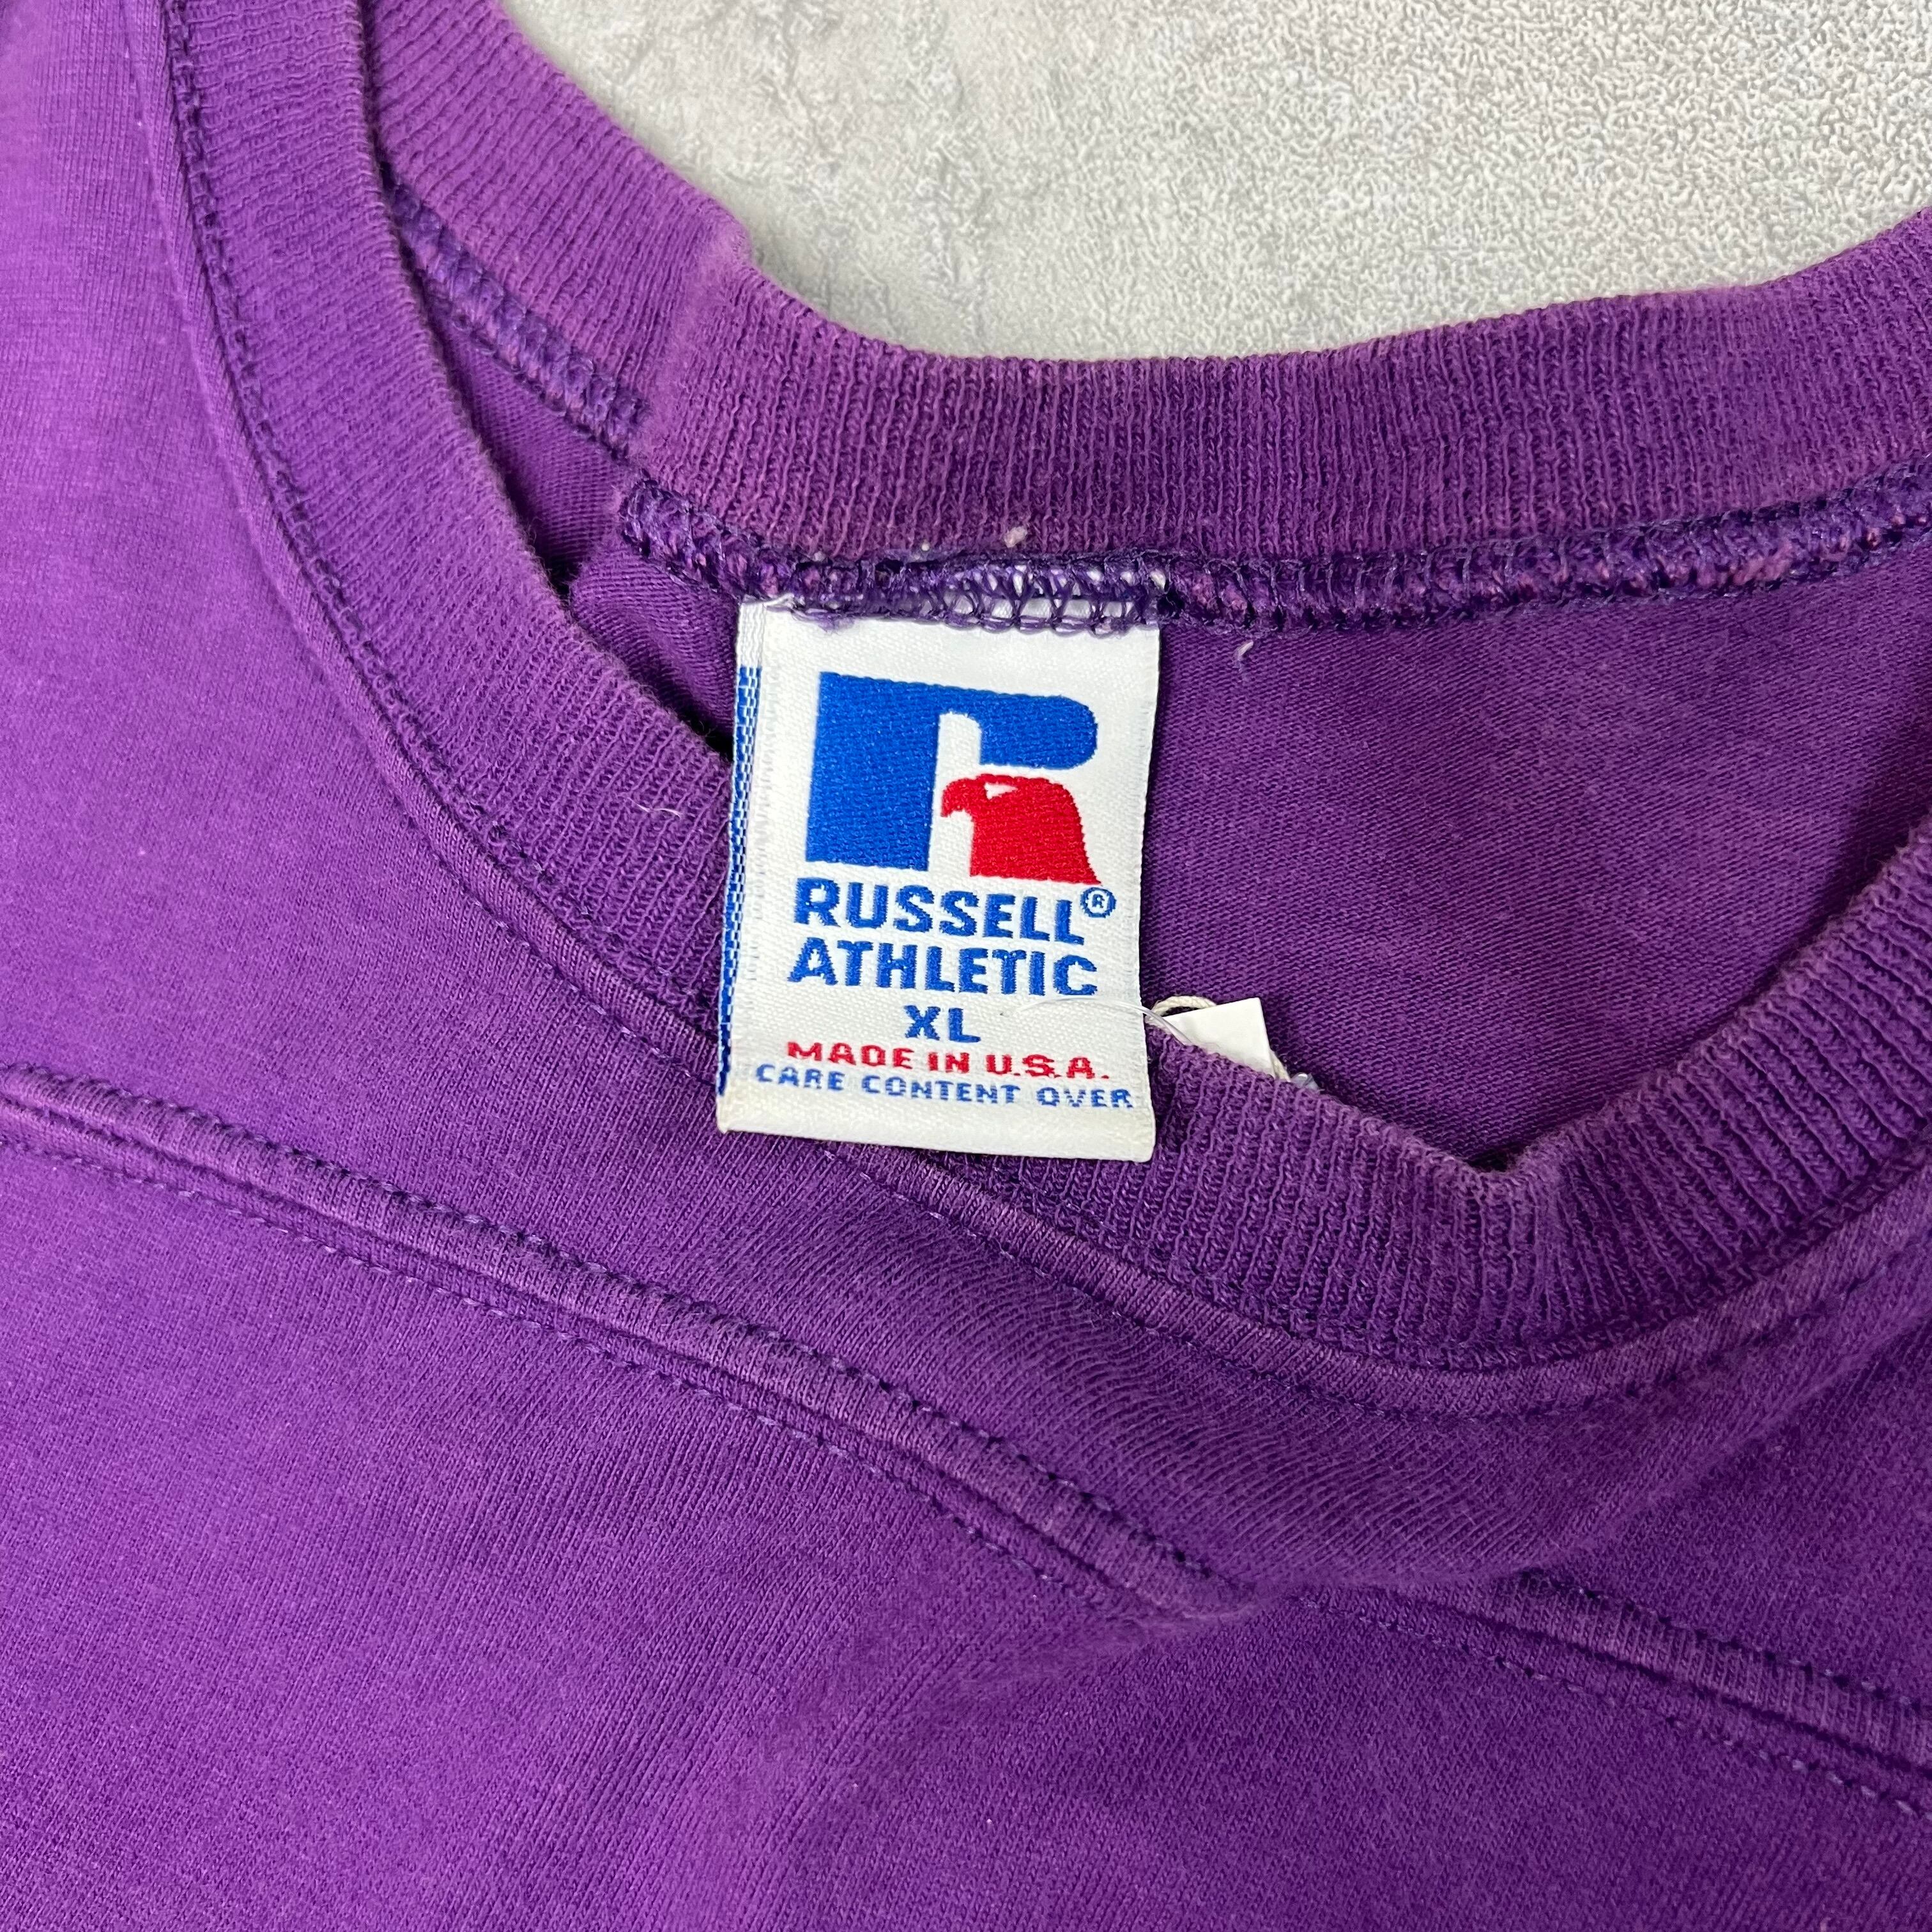 R
RUSSELL®
ATHLETIC
XL
MADE IN U.S.A.
CARE CONTENT OVER